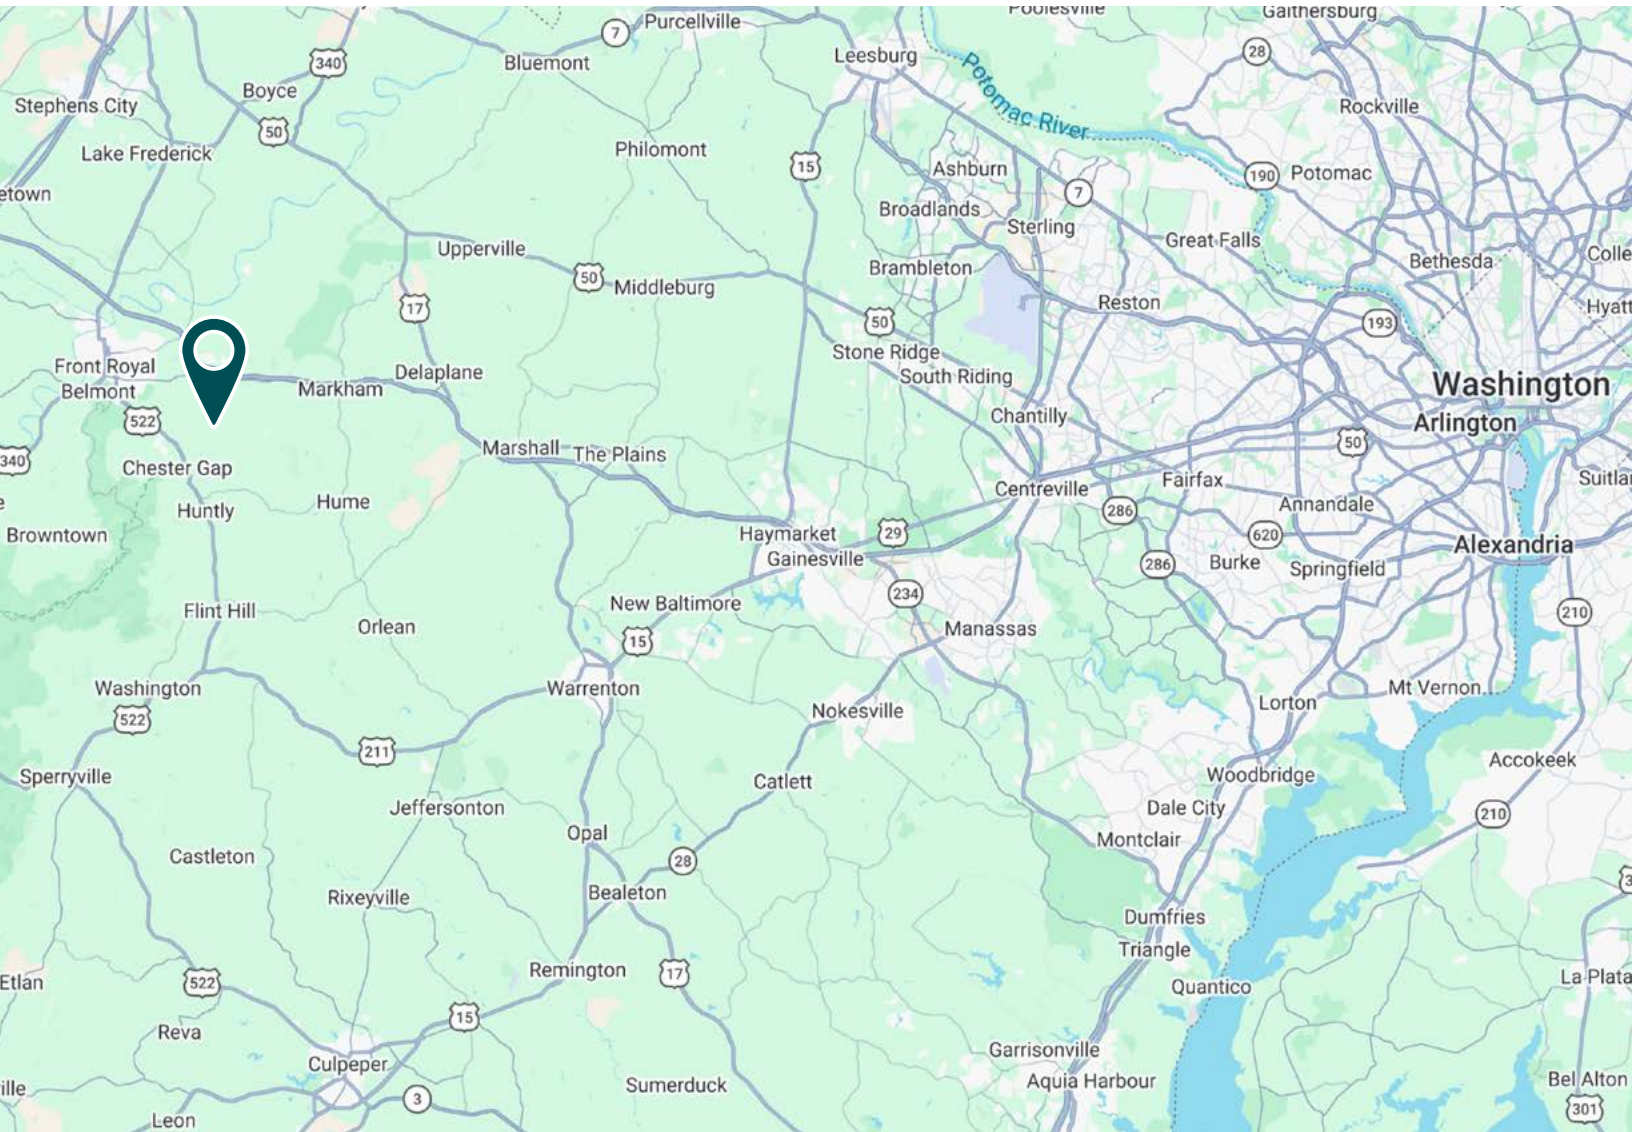 Purcellville
Poolesville
Gaithersburg
7
Leesburg
28
340
Bluemont
Potomac River
Boyce
Stephens City
Rockville
50
Philomont
Lake Frederick
15
Ashburn
190
Potomac
etown
7
Broadlands
Sterling
Great Falls
Upperville
Colle
Bethesda
Brambleton
50
Middleburg
Reston
17
Hyatt
50
193
Stone Ridge
Front Royal
Delaplane
South Riding
Washington
Belmont
Markham
Chantilly
522
Arlington
50
Marshall
The Plains
340
Chester Gap
Fairfax
Suitla
Centreville
Hume
Huntly
286
Annandale
e
Browntown
Haymarket
29
620
Alexandria
Gainesville
286
Burke
Springfield
234
New Baltimore
Flint Hill
210
Orlean
15
Manassas
Washington
Warrenton
Mt Vernon
522
Nokesville
Lorton
211
Accokeek
Sperryville
Catlett
Woodbridge
Jeffersonton
Dale City
210
Opal
Montclair
Castleton
28
3
Rixeyville
Bealeton
Dumfries
Triangle
Remington
17
La Plata
Etlan
522
Quantico
15
Reva
Garrisonville
Culpeper
Aquia Harbour
Bel Alton
ille
Sumerduck
3
301
Leon